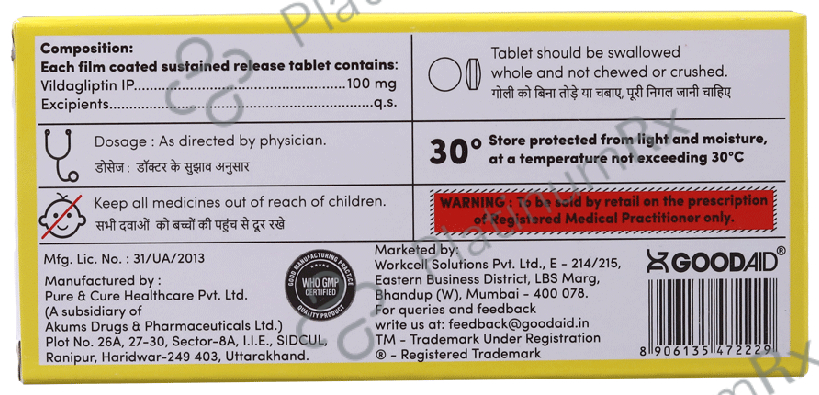 Composition:
Each film coated sustained release tablet contains:
Vildagliptin IP..........................................100 mg
Excipients...................................................q.s.
Tablet should be swallowed
whole and not chewed or crushed.
गोली को बिना तोड़े या चबाए, पूरी निगल जानी चाहिए
Dosage : As directed by physician.
डोसेज : डॉक्टर के सुझाव अनुसार
30° Store protected from light and moisture,
at a temperature not exceeding 30°C
Keep all medicines out of reach of children.
सभी दवाओं को बच्चों की पहुंच से दूर रखे
WARNING : To be sold by retail on the prescription
of Registered Medical Practitioner only.
Mfg. Lic. No. : 31/UA/2013
Manufactured by :
Pure & Cure Healthcare Pvt. Ltd.
(A subsidiary of
Akums Drugs & Pharmaceuticals Ltd.)
Plot No. 26A, 27-30, Sector-8A, I.I.E., SIDCUL,
Ranipur, Haridwar-249 403, Uttarakhand.
GOOD MANUFACTURING PRACTICE
WHO GMP
CERTIFIED
QUALITY PRODUCT
Marketed by:
Workcell Solutions Pvt. Ltd., E - 214/215,
Eastern Business District, LBS Marg,
Bhandup (W), Mumbai - 400 078.
For queries and feedback
write us at: feedback@goodaid.in
TM - Trademark Under Registration
® - Registered Trademark
GOODAID®
8 906135 472229
PlatinumRx
PlatinumRx